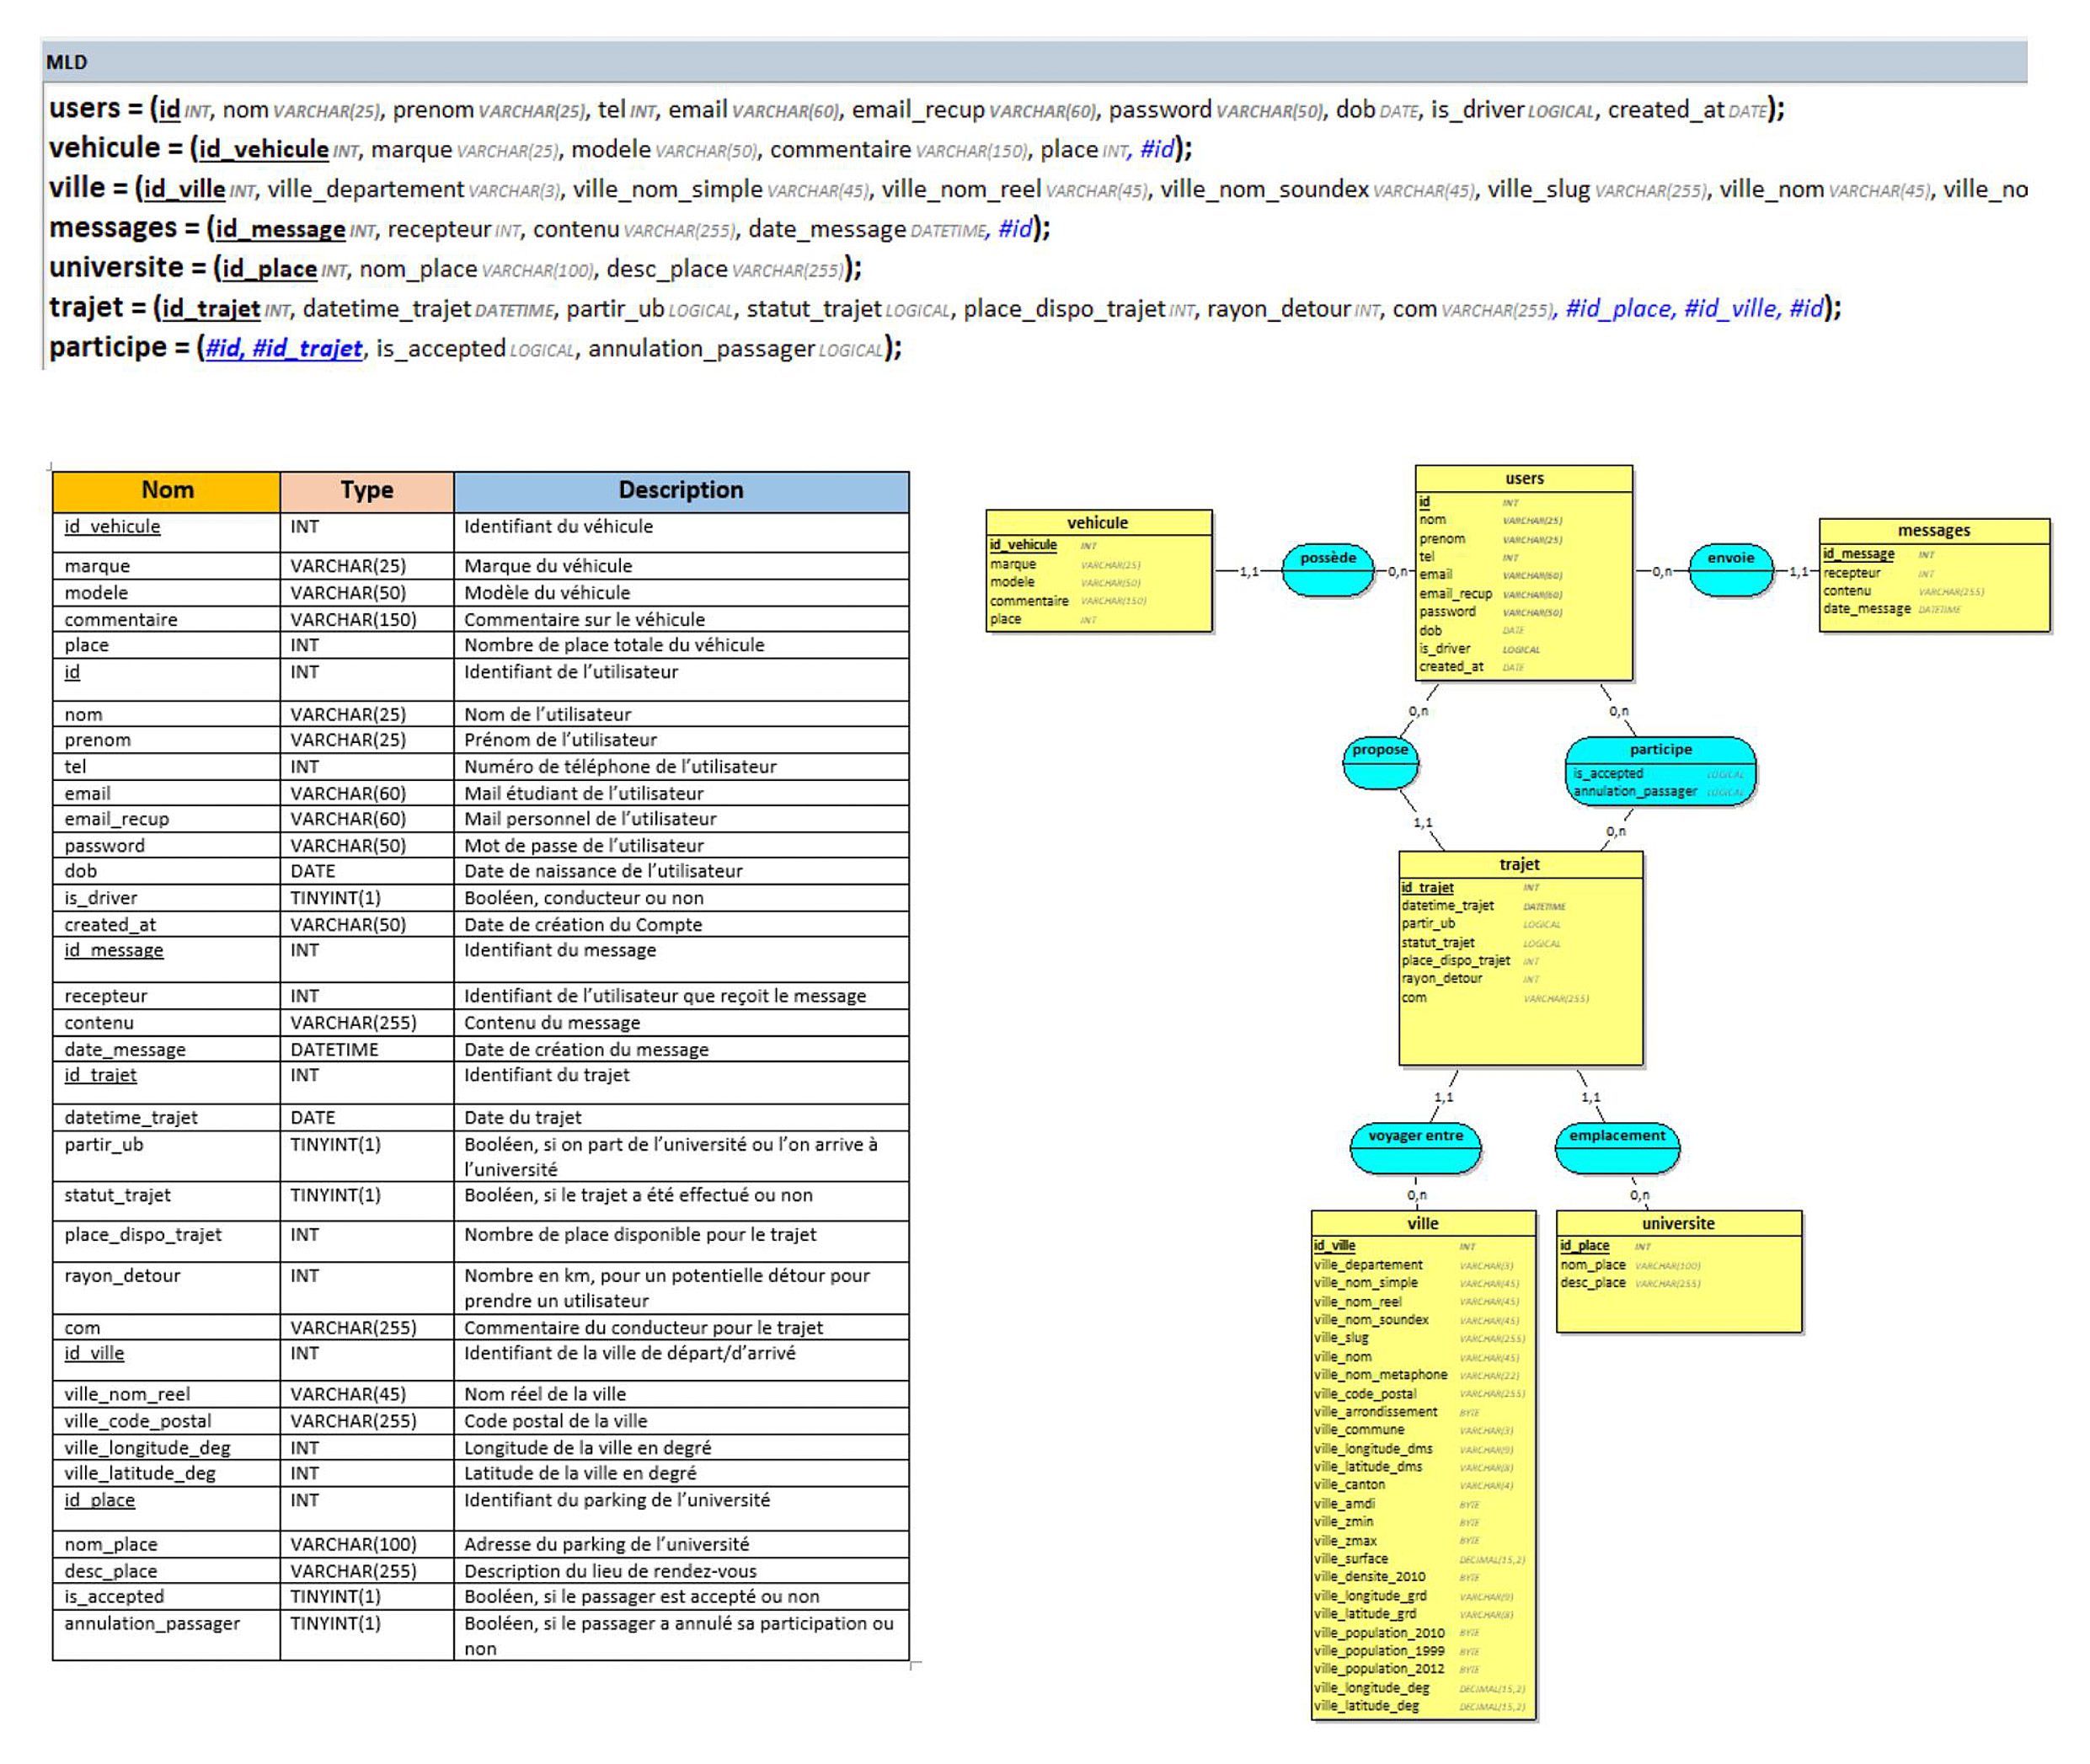 MLD
users = (id INT, nom VARCHAR(25), prenom VARCHAR(25), tel INT, email VARCHAR(60), email_recup VARCHAR(60), password VARCHAR(50), dob DATE, is_driver LOGICAL, created_at DATE);
vehicule = (id_vehicule INT, marque VARCHAR(25), modele VARCHAR(50), commentaire VARCHAR(150), place INT, #id);
ville = (id_ville INT, ville_departement VARCHAR(3), ville_nom_simple VARCHAR(45), ville_nom_reel VARCHAR(45), ville_nom_soundex VARCHAR(45), ville_slug VARCHAR(255), ville_nom VARCHAR(45), ville_no
messages = (id_message INT, recepteur INT, contenu VARCHAR(255), date_message DATETIME, #id);
universite = (id_place INT, nom_place VARCHAR(100), desc_place VARCHAR(255));
trajet = (id_trajet INT, datetime_trajet DATETIME, partir_ub LOGICAL, statut_trajet LOGICAL, place_dispo_trajet INT, rayon_detour INT, com VARCHAR(255), #id_place, #id_ville, #id);
participe = (#id, #id_trajet, is_accepted LOGICAL, annulation_passager LOGICAL);
Nom Type Description
id_vehicule INT Identifiant du véhicule
marque VARCHAR(25) Marque du véhicule
modele VARCHAR(50) Modèle du véhicule
commentaire VARCHAR(150) Commentaire sur le véhicule
place INT Nombre de place totale du véhicule
id INT Identifiant de l'utilisateur
nom VARCHAR(25) Nom de l'utilisateur
prenom VARCHAR(25) Prénom de l'utilisateur
tel INT Numéro de téléphone de l'utilisateur
email VARCHAR(60) Mail étudiant de l'utilisateur
email_recup VARCHAR(60) Mail personnel de l'utilisateur
password VARCHAR(50) Mot de passe de l'utilisateur
dob DATE Date de naissance de l'utilisateur
is_driver TINYINT(1) Booléen, conducteur ou non
created_at VARCHAR(50) Date de création du Compte
id_message INT Identifiant du message
recepteur INT Identifiant de l'utilisateur que reçoit le message
contenu VARCHAR(255) Contenu du message
date_message DATETIME Date de création du message
id_trajet INT Identifiant du trajet
datetime_trajet DATE Date du trajet
partir_ub TINYINT(1) Booléen, si on part de l'université ou l'on arrive à
l'université
statut_trajet TINYINT(1) Booléen, si le trajet a été effectué ou non
place_dispo_trajet INT Nombre de place disponible pour le trajet
rayon_detour INT Nombre en km, pour un potentielle détour pour
prendre un utilisateur
com VARCHAR(255) Commentaire du conducteur pour le trajet
id_ville INT Identifiant de la ville de départ/d'arrivé
ville_nom_reel VARCHAR(45) Nom réel de la ville
ville_code_postal VARCHAR(255) Code postal de la ville
ville_longitude_deg INT Longitude de la ville en degré
ville_latitude_deg INT Latitude de la ville en degré
id_place INT Identifiant du parking de l'université
nom_place VARCHAR(100) Adresse du parking de l'université
desc_place VARCHAR(255) Description du lieu de rendez-vous
is_accepted TINYINT(1) Booléen, si le passager est accepté ou non
annulation_passager TINYINT(1) Booléen, si le passager a annulé sa participation ou
non
vehicule
id_vehicule INT
marque VARCHAR(25)
modele VARCHAR(50)
commentaire VARCHAR(150)
place INT
1,1
possède
0,n
users
id INT
nom VARCHAR(25)
prenom VARCHAR(25)
tel INT
email VARCHAR(60)
email_recup VARCHAR(60)
password VARCHAR(50)
dob DATE
is_driver LOGICAL
created_at DATE
0,n
envoie
1,1
messages
id_message INT
recepteur INT
contenu VARCHAR(255)
date_message DATETIME
0,n
0,n
propose
participe
is_accepted LOGICAL
annulation_passager LOGICAL
1,1
0,n
trajet
id_trajet INT
datetime_trajet DATETIME
partir_ub LOGICAL
statut_trajet LOGICAL
place_dispo_trajet INT
rayon_detour INT
com VARCHAR(255)
1,1
1,1
voyager entre
emplacement
0,n
0,n
ville
id_ville INT
ville_departement VARCHAR(3)
ville_nom_simple VARCHAR(45)
ville_nom_reel VARCHAR(45)
ville_nom_soundex VARCHAR(45)
ville_slug VARCHAR(255)
ville_nom VARCHAR(45)
ville_nom_metaphone VARCHAR(22)
ville_code_postal VARCHAR(255)
ville_arrondissement BYTE
ville_commune VARCHAR(3)
ville_longitude_dms VARCHAR(9)
ville_latitude_dms VARCHAR(8)
ville_canton VARCHAR(4)
ville_amdi BYTE
ville_zmin BYTE
ville_zmax BYTE
ville_surface DECIMAL(15,2)
ville_densite_2010 BYTE
ville_longitude_grd VARCHAR(9)
ville_latitude_grd VARCHAR(8)
ville_population_2010 BYTE
ville_population_1999 BYTE
ville_population_2012 BYTE
ville_longitude_deg DECIMAL(15,2)
ville_latitude_deg DECIMAL(15,2)
universite
id_place INT
nom_place VARCHAR(100)
desc_place VARCHAR(255)